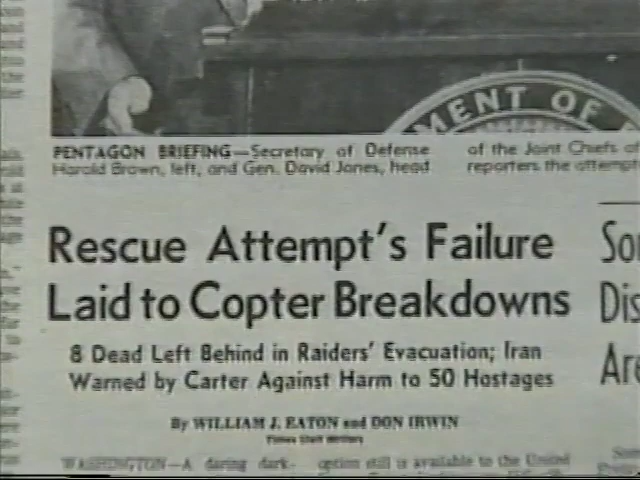 MENT OF
PENTAGON BRIEFING—Secretary of Defense
Harold Brown, left, and Gen. David Jones, head
of the Joint Chiefs of
reporters the attempt
Rescue Attempt's Failure
Laid to Copter Breakdowns
8 Dead Left Behind in Raiders' Evacuation; Iran
Warned by Carter Against Harm to 50 Hostages
By WILLIAM J. EATON and DON IRWIN
Times Staff Writers
WASHINGTON—A daring dark-
option still is available to the United
So
Dis
Are